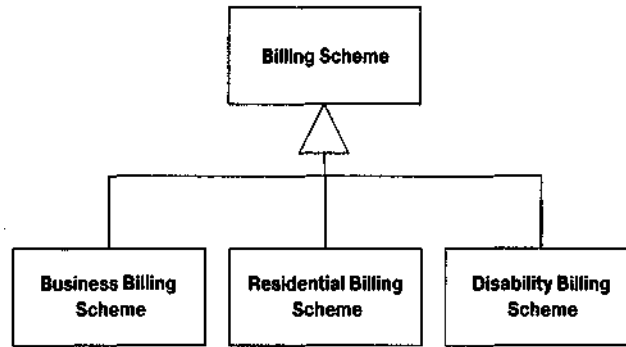 Billing Scheme
Business Billing
Scheme
Residential Billing
Scheme
Disability Billing
Scheme